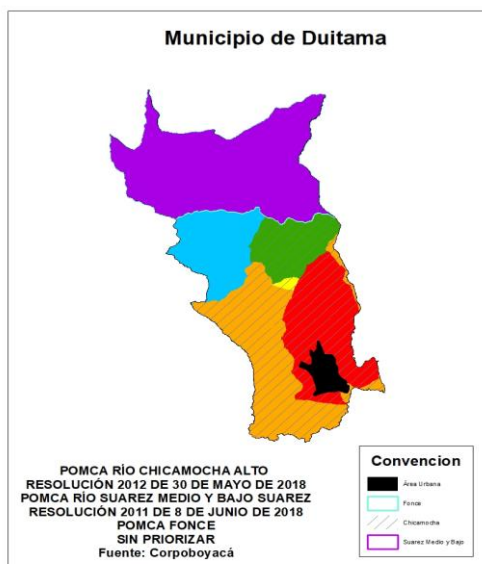 Municipio de Duitama
POMCA RÍO CHICAMOCHA ALTO
RESOLUCIÓN 2012 DE 30 DE MAYO DE 2018
POMCA RÍO SUAREZ MEDIO Y BAJO SUAREZ
RESOLUCIÓN 2011 DE 8 DE JUNIO DE 2018
POMCA FONCE
SIN PRIORIZAR
Fuente: Corpoboyacá
Convencion
Área Urbana
Fonce
Chicamocha
Suarez Medio y Bajo